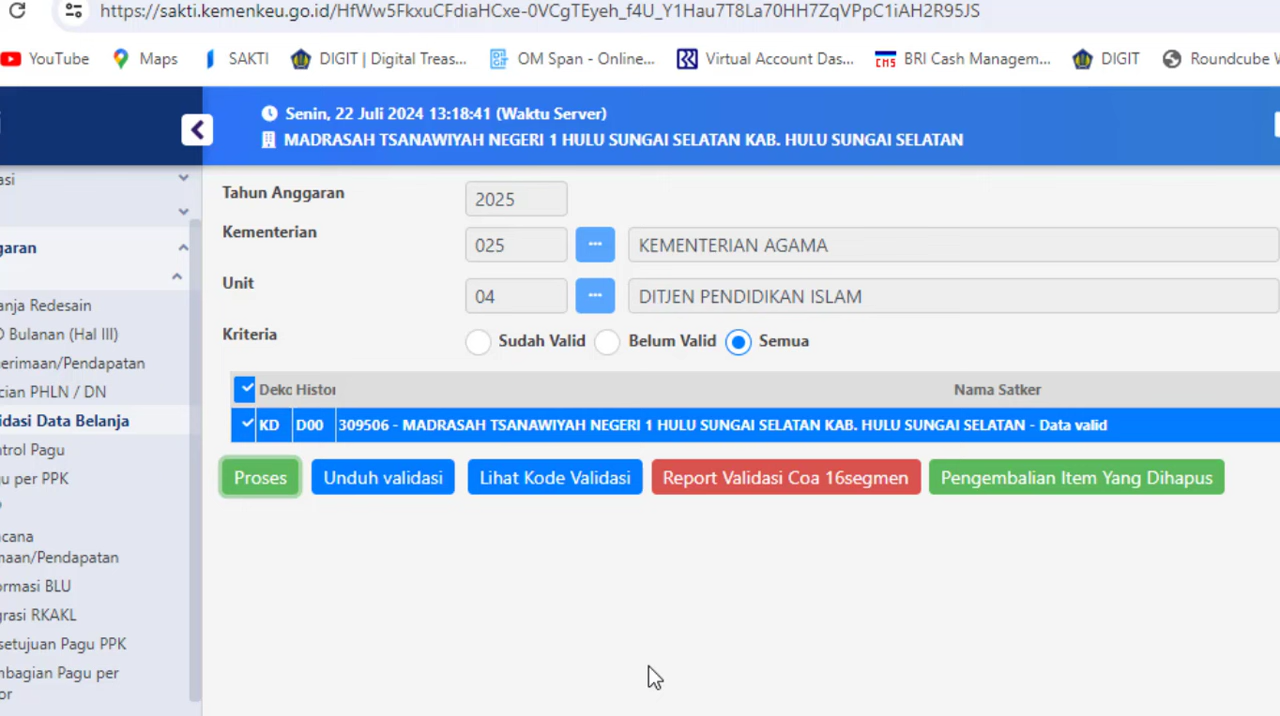 https://sakti.kemenkeu.go.id/HfWw5FkxuCFdiaHCxe-0VCgTEyeh_f4U_Y1Hau7T8La70HH7ZqVPpC1iAH2R95JS
YouTube Maps SAKTI DIGIT | Digital Treas... OM Span - Online... Virtual Account Das... CMS BRI Cash Managem... DIGIT Roundcube W
Senin, 22 Juli 2024 13:18:41 (Waktu Server)
MADRASAH TSANAWIYAH NEGERI 1 HULU SUNGAI SELATAN KAB. HULU SUNGAI SELATAN
asi
garan
anja Redesain
D Bulanan (Hal III)
erimaan/Pendapatan
cian PHLN / DN
idasi Data Belanja
ntrol Pagu
u per PPK
cana
maan/Pendapatan
ormasi BLU
grasi RKAKL
setujuan Pagu PPK
nbagian Pagu per
or
Tahun Anggaran 2025
Kementerian 025 ... KEMENTERIAN AGAMA
Unit 04 ... DITJEN PENDIDIKAN ISLAM
Kriteria Sudah Valid Belum Valid Semua
Dekc Histor Nama Satker
KD D00 309506 - MADRASAH TSANAWIYAH NEGERI 1 HULU SUNGAI SELATAN KAB. HULU SUNGAI SELATAN - Data valid
Proses Unduh validasi Lihat Kode Validasi Report Validasi Coa 16segmen Pengembalian Item Yang Dihapus